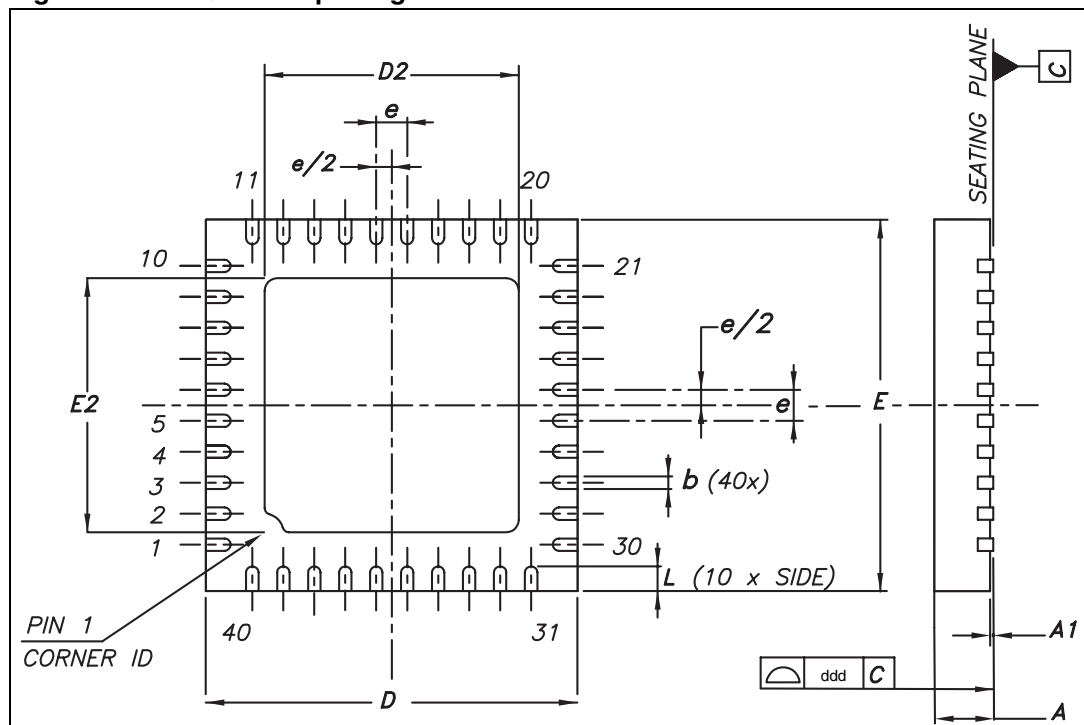 D2
e
e/2
11
20
SEATING PLANE
C
10
21
e/2
E2
e
E
5
4
3
b (40x)
2
1
30
L (10 x SIDE)
PIN 1
CORNER ID
40
31
A1
ddd C
D
A